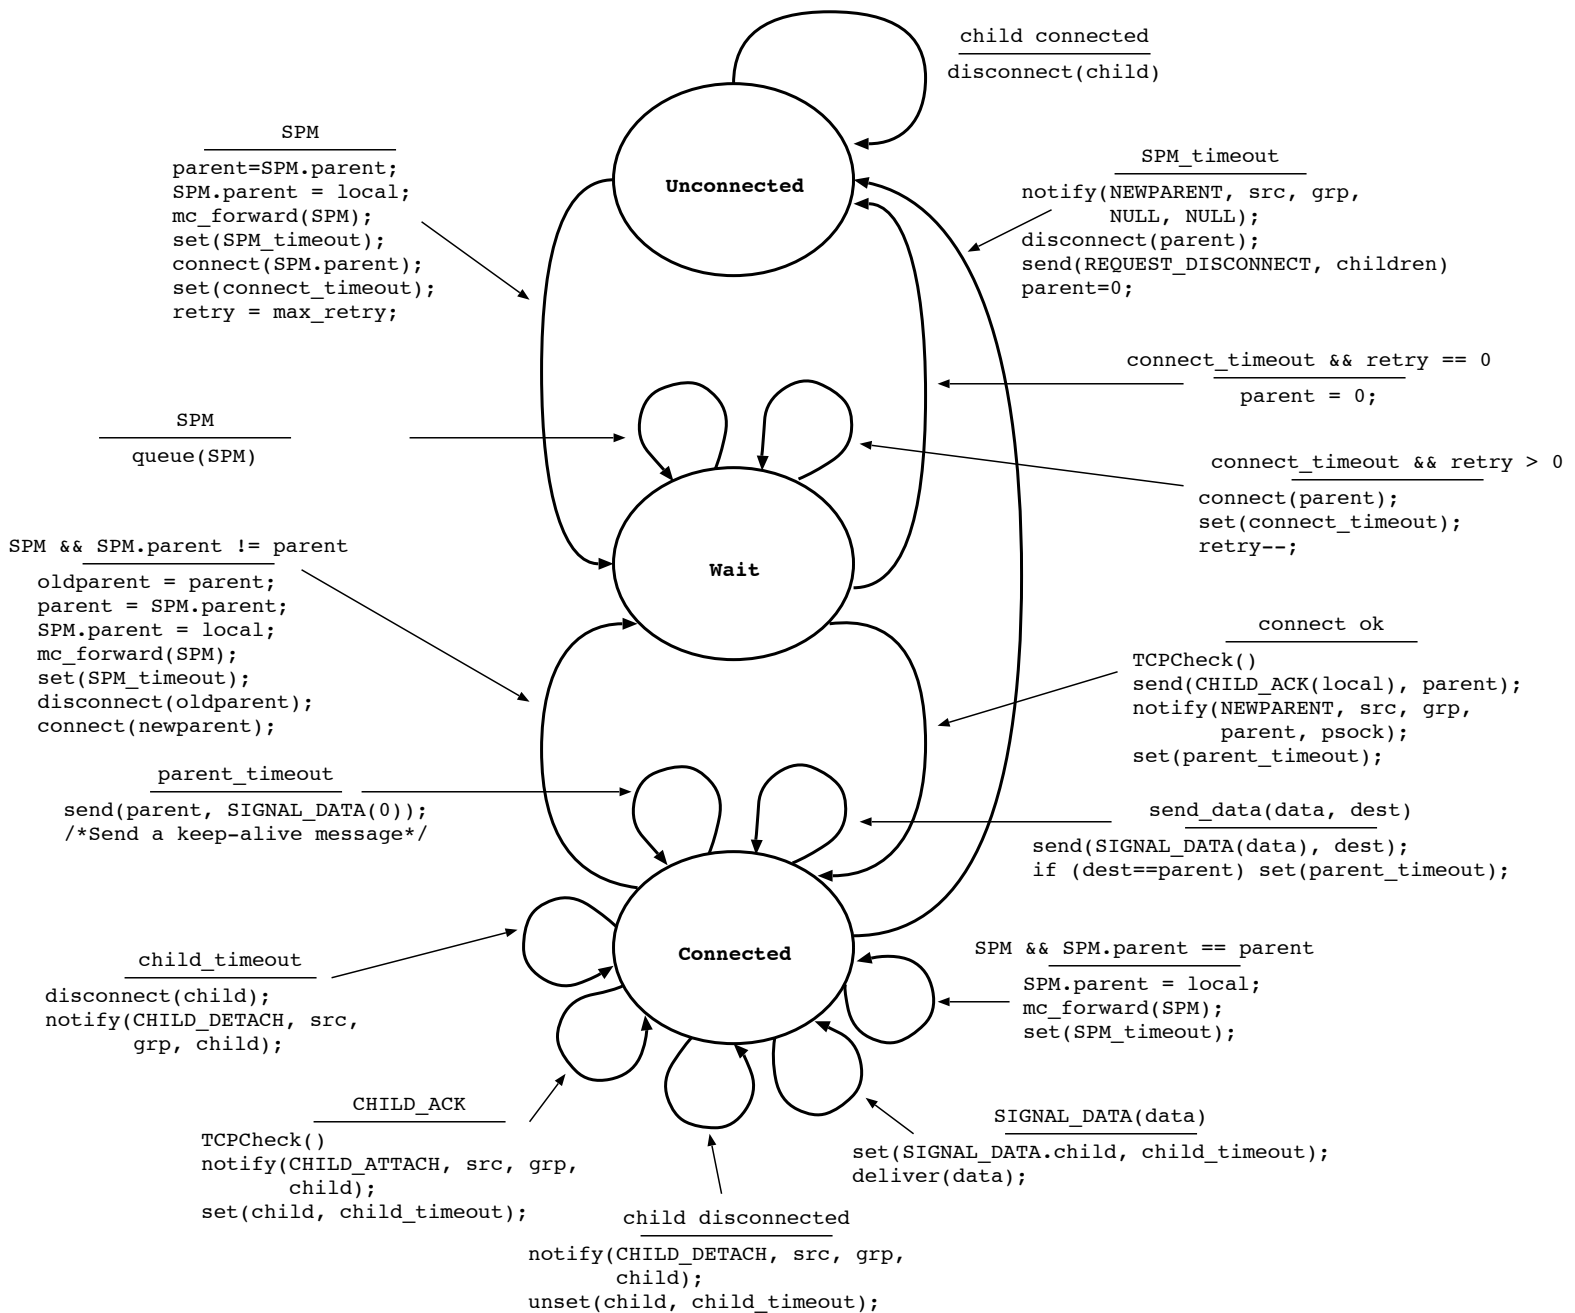 child connected
disconnect(child)
SPM
parent=SPM.parent;
SPM.parent = local;
mc_forward(SPM);
set(SPM_timeout);
connect(SPM.parent);
set(connect_timeout);
retry = max_retry;
Unconnected
SPM_timeout
notify(NEWPARENT, src, grp,
NULL, NULL);
disconnect(parent);
send(REQUEST_DISCONNECT, children)
parent=0;
connect_timeout && retry == 0
parent = 0;
SPM
queue(SPM)
connect_timeout && retry > 0
connect(parent);
set(connect_timeout);
retry--;
SPM && SPM.parent != parent
oldparent = parent;
parent = SPM.parent;
SPM.parent = local;
mc_forward(SPM);
set(SPM_timeout);
disconnect(oldparent);
connect(newparent);
Wait
connect ok
TCPCheck()
send(CHILD_ACK(local), parent);
notify(NEWPARENT, src, grp,
parent, psock);
set(parent_timeout);
parent_timeout
send(parent, SIGNAL_DATA(0));
/*Send a keep-alive message*/
send_data(data, dest)
send(SIGNAL_DATA(data), dest);
if (dest==parent) set(parent_timeout);
Connected
child_timeout
disconnect(child);
notify(CHILD_DETACH, src,
grp, child);
SPM && SPM.parent == parent
SPM.parent = local;
mc_forward(SPM);
set(SPM_timeout);
CHILD_ACK
TCPCheck()
notify(CHILD_ATTACH, src, grp,
child);
set(child, child_timeout);
SIGNAL_DATA(data)
set(SIGNAL_DATA.child, child_timeout);
deliver(data);
child disconnected
notify(CHILD_DETACH, src, grp,
child);
unset(child, child_timeout);